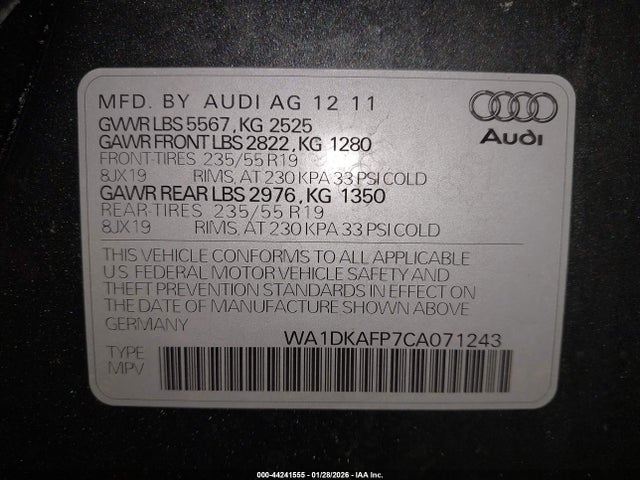 MFD. BY AUDI AG 12 11
GVWR LBS 5567, KG 2525
GAWR FRONT LBS 2822, KG 1280
FRONT-TIRES 235/55 R19
8JX19 RIMS, AT 230 KPA 33 PSI COLD
GAWR REAR LBS 2976, KG 1350
REAR-TIRES 235/55 R19
8JX19 RIMS, AT 230 KPA 33 PSI COLD
Audi
THIS VEHICLE CONFORMS TO ALL APPLICABLE
U.S FEDERAL MOTOR VEHICLE SAFETY AND
THEFT PREVENTION STANDARDS IN EFFECT ON
THE DATE OF MANUFACTURE SHOWN ABOVE
GERMANY
WA1DKAFP7CA071243
TYPE
MPV
000-44241555 - 01/28/2026 - IAA Inc.